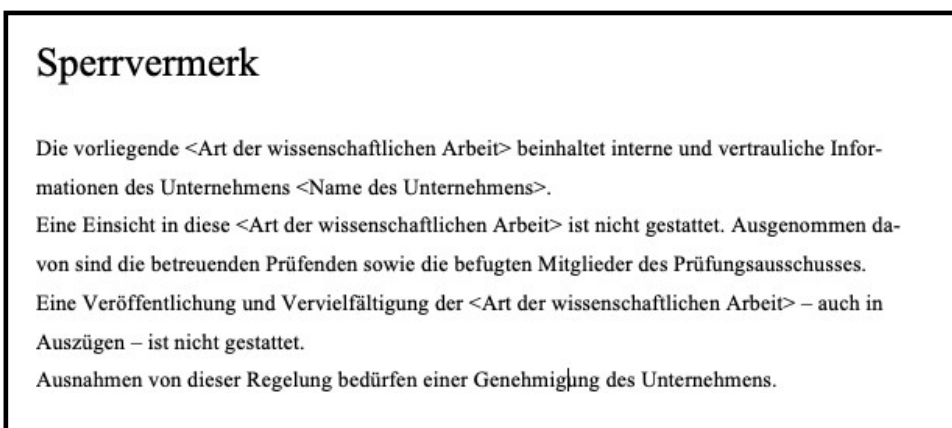 Sperrvermerk
Die vorliegende <Art der wissenschaftlichen Arbeit> beinhaltet interne und vertrauliche Infor-
mationen des Unternehmens <Name des Unternehmens>.
Eine Einsicht in diese <Art der wissenschaftlichen Arbeit> ist nicht gestattet. Ausgenommen da-
von sind die betreuenden Prüfenden sowie die befugten Mitglieder des Prüfungsausschusses.
Eine Veröffentlichung und Vervielfältigung der <Art der wissenschaftlichen Arbeit> – auch in
Auszügen – ist nicht gestattet.
Ausnahmen von dieser Regelung bedürfen einer Genehmigung des Unternehmens.